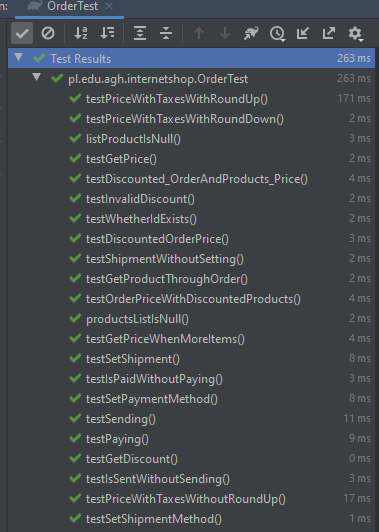 n: OrderTest
Test Results 263 ms
pl.edu.agh.internetshop.OrderTest 263 ms
testPriceWithTaxesWithRoundUp() 171 ms
testPriceWithTaxesWithRoundDown() 2 ms
listProductIsNull() 3 ms
testGetPrice() 2 ms
testDiscounted_OrderAndProducts_Price() 4 ms
testInvalidDiscount() 2 ms
testWhetherIdExists() 2 ms
testDiscountedOrderPrice() 3 ms
testShipmentWithoutSetting() 2 ms
testGetProductThroughOrder() 2 ms
testOrderPriceWithDiscountedProducts() 4 ms
productsListIsNull() 2 ms
testGetPriceWhenMoreItems() 4 ms
testSetShipment() 8 ms
testIsPaidWithoutPaying() 3 ms
testSetPaymentMethod() 8 ms
testSending() 11 ms
testPaying() 9 ms
testGetDiscount() 0 ms
testIsSentWithoutSending() 3 ms
testPriceWithTaxesWithoutRoundUp() 17 ms
testSetShipmentMethod() 1 ms